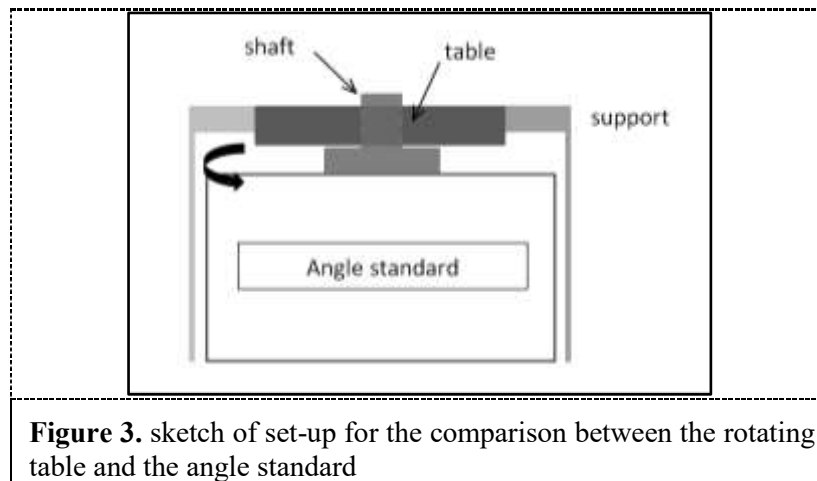 shaft
table
support
Angle standard
Figure 3. sketch of set-up for the comparison between the rotating
table and the angle standard